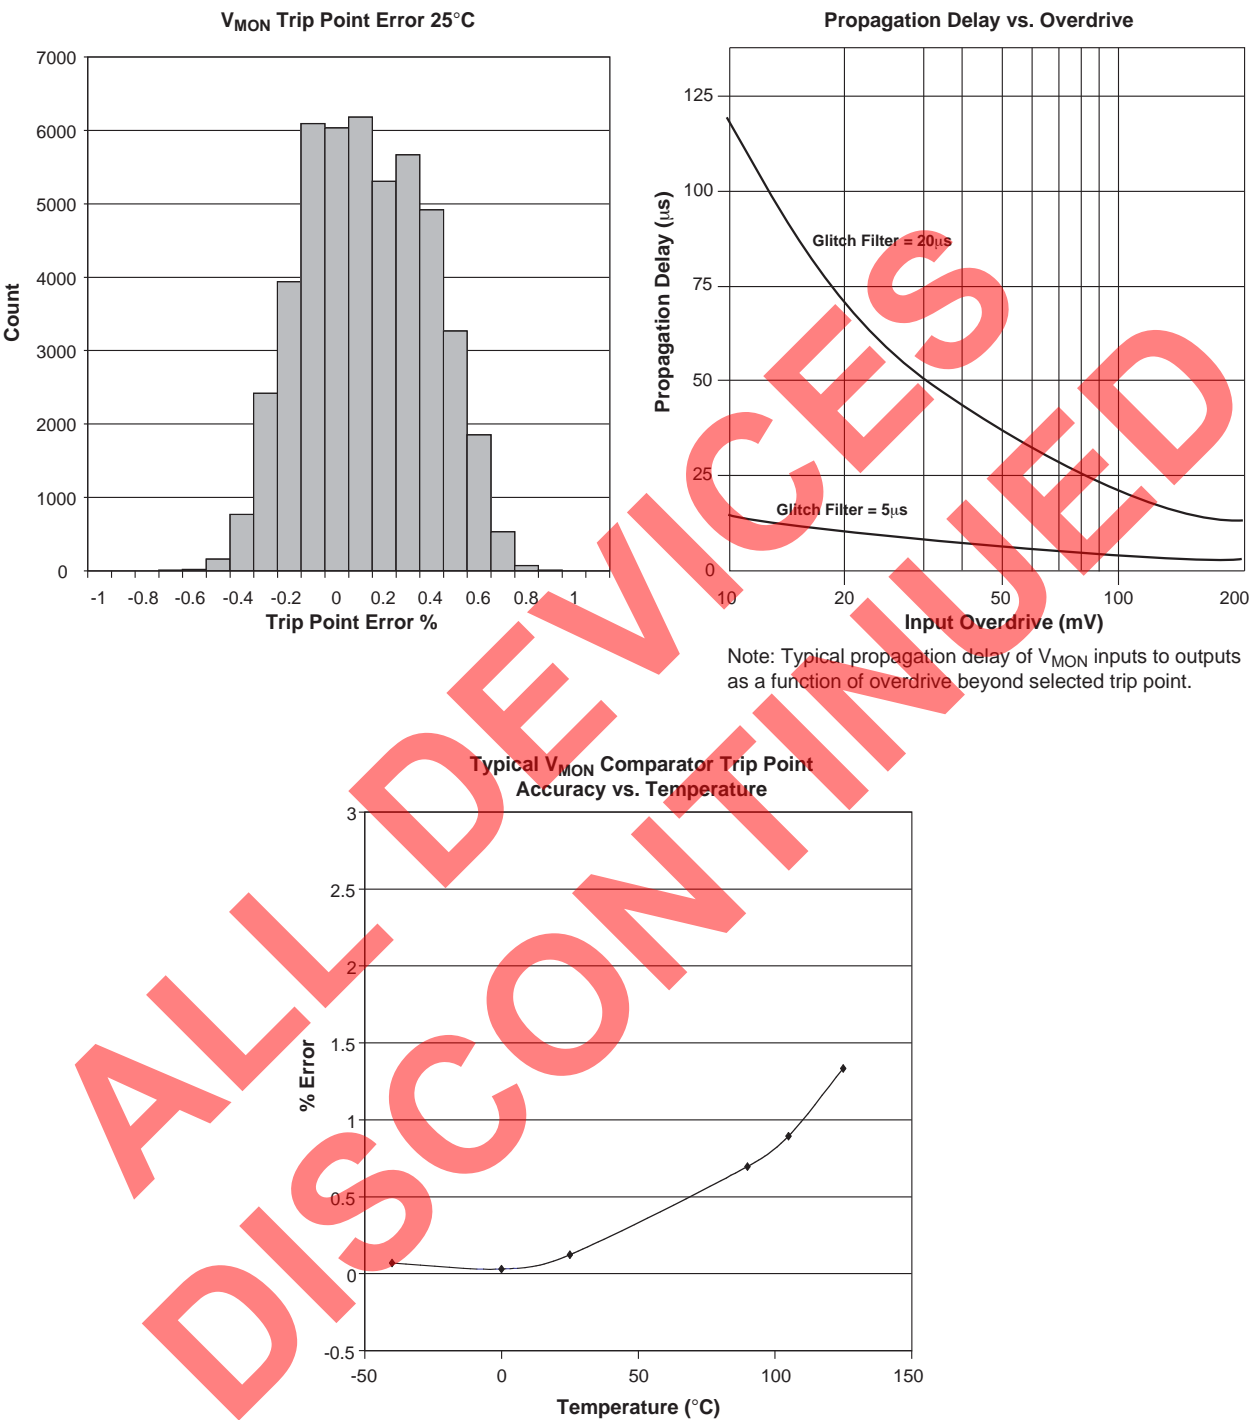 VMON Trip Point Error 25°C
7000
6000
5000
4000
3000
2000
1000
0
Count
-1 -0.8 -0.6 -0.4 -0.2 0 0.2 0.4 0.6 0.8 1
Trip Point Error %
Propagation Delay vs. Overdrive
125
100
75
50
25
0
Propagation Delay (µs)
Glitch Filter = 20µs
Glitch Filter = 5µs
10 20 50 100 200
Input Overdrive (mV)
Note: Typical propagation delay of VMON inputs to outputs
as a function of overdrive beyond selected trip point.
Typical VMON Comparator Trip Point
Accuracy vs. Temperature
3
2.5
2
1.5
1
0.5
0
-0.5
% Error
-50 0 50 100 150
Temperature (°C)
ALL DEVICES
DISCONTINUED